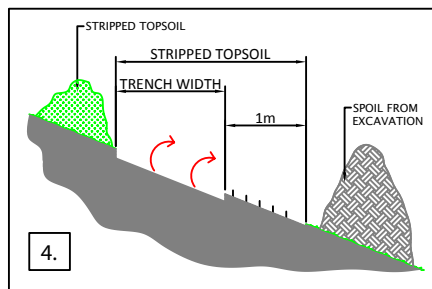 STRIPPED TOPSOIL
STRIPPED TOPSOIL
TRENCH WIDTH
1m
SPOIL FROM
EXCAVATION
4.